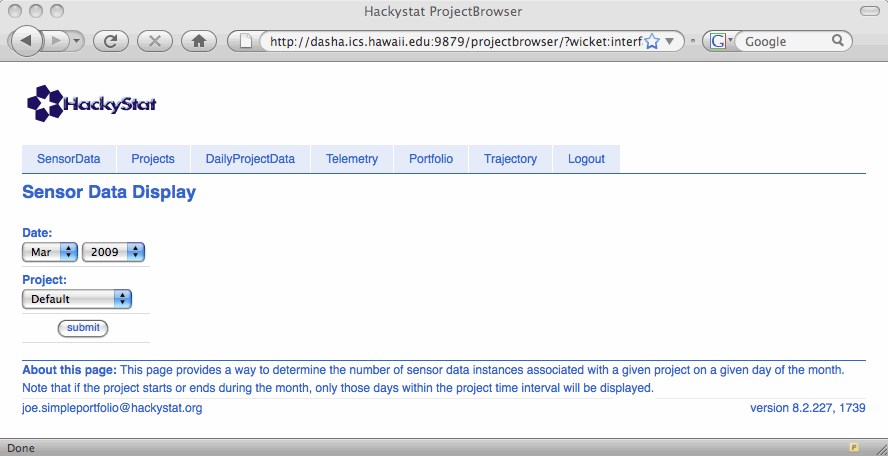 Hackystat ProjectBrowser
http://dasha.ics.hawaii.edu:9879/projectbrowser/?wicket:interf
G Google
HackyStat
SensorData Projects DailyProjectData Telemetry Portfolio Trajectory Logout
Sensor Data Display
Date:
Mar 2009
Project:
Default
submit
About this page: This page provides a way to determine the number of sensor data instances associated with a given project on a given day of the month.
Note that if the project starts or ends during the month, only those days within the project time interval will be displayed.
joe.simpleportfolio@hackystat.org version 8.2.227, 1739
Done P